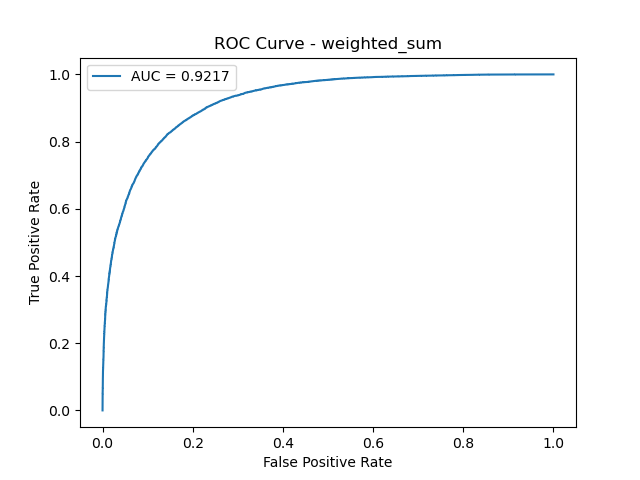 ROC Curve - weighted_sum
AUC = 0.9217
True Positive Rate
1.0
0.8
0.6
0.4
0.2
0.0
0.0 0.2 0.4 0.6 0.8 1.0
False Positive Rate